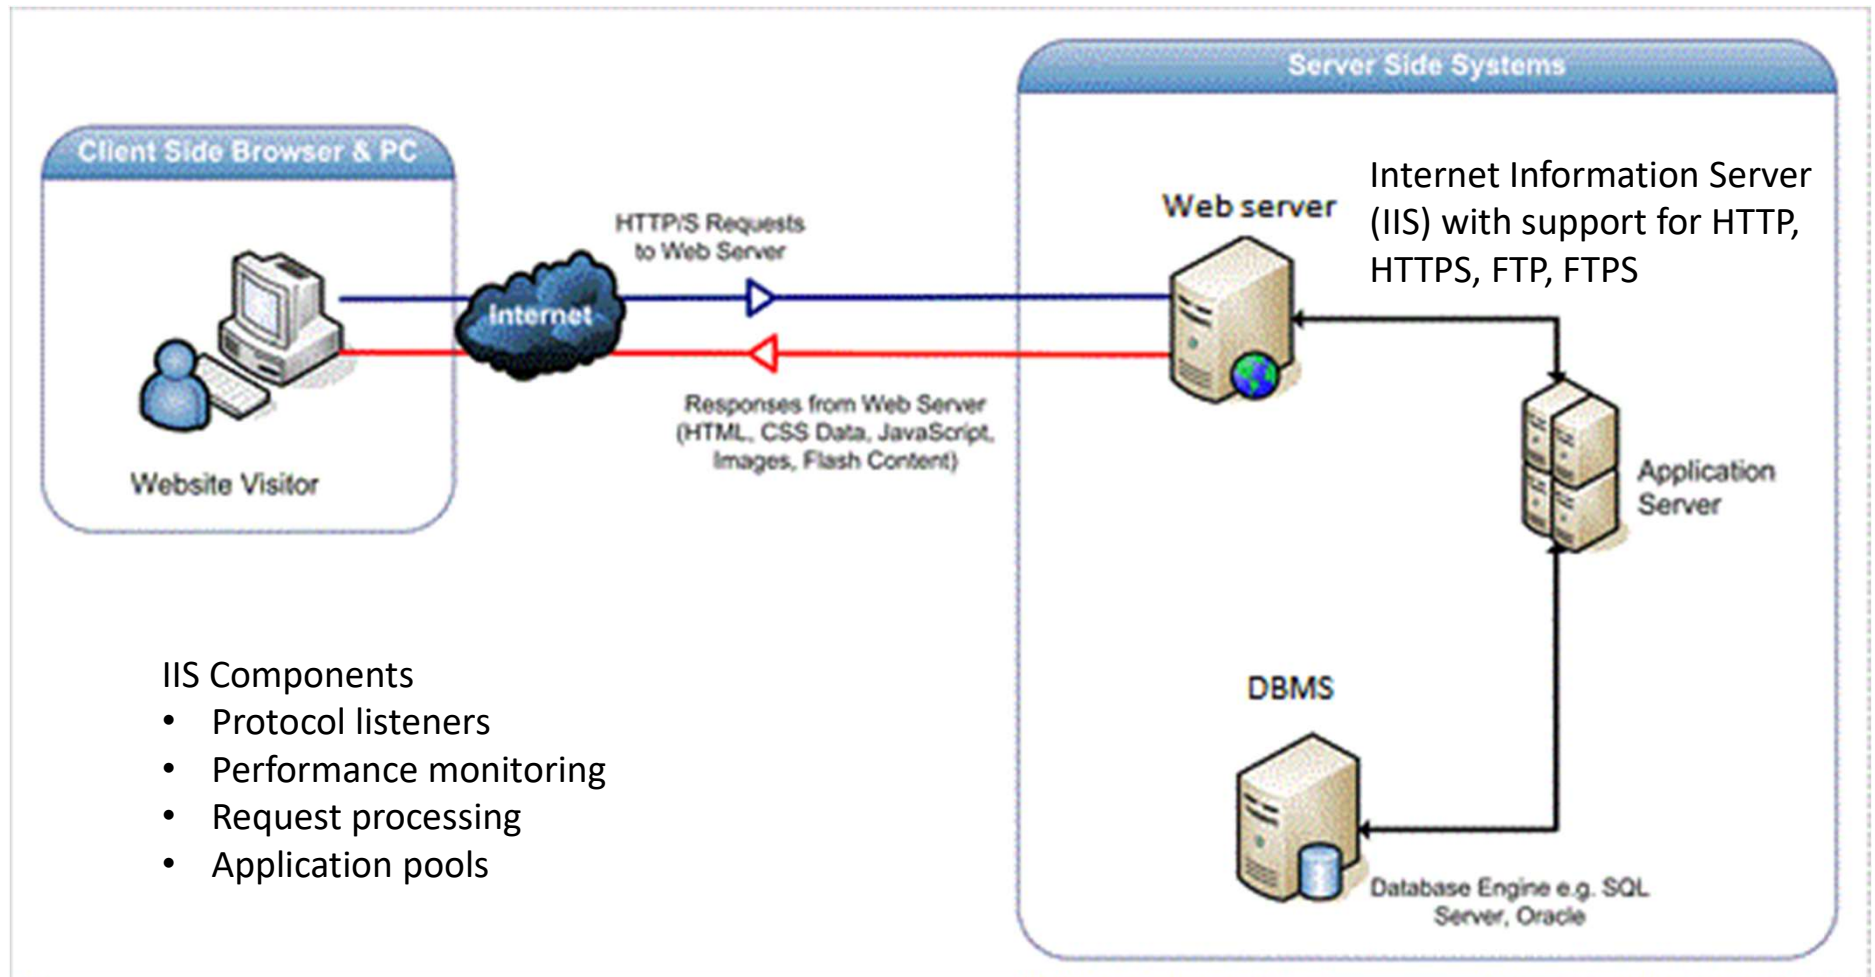 Server Side Systems
Client Side Browser & PC
Internet Information Server
(IIS) with support for HTTP,
HTTPS, FTP, FTPS
Web server
HTTP/S Requests
to Web Server
Internet
Responses from Web Server
(HTML, CSS Data, JavaScript,
Images, Flash Content)
Website Visitor
Application
Server
IIS Components
• Protocol listeners
• Performance monitoring
• Request processing
• Application pools
DBMS
Database Engine e.g. SQL
Server, Oracle